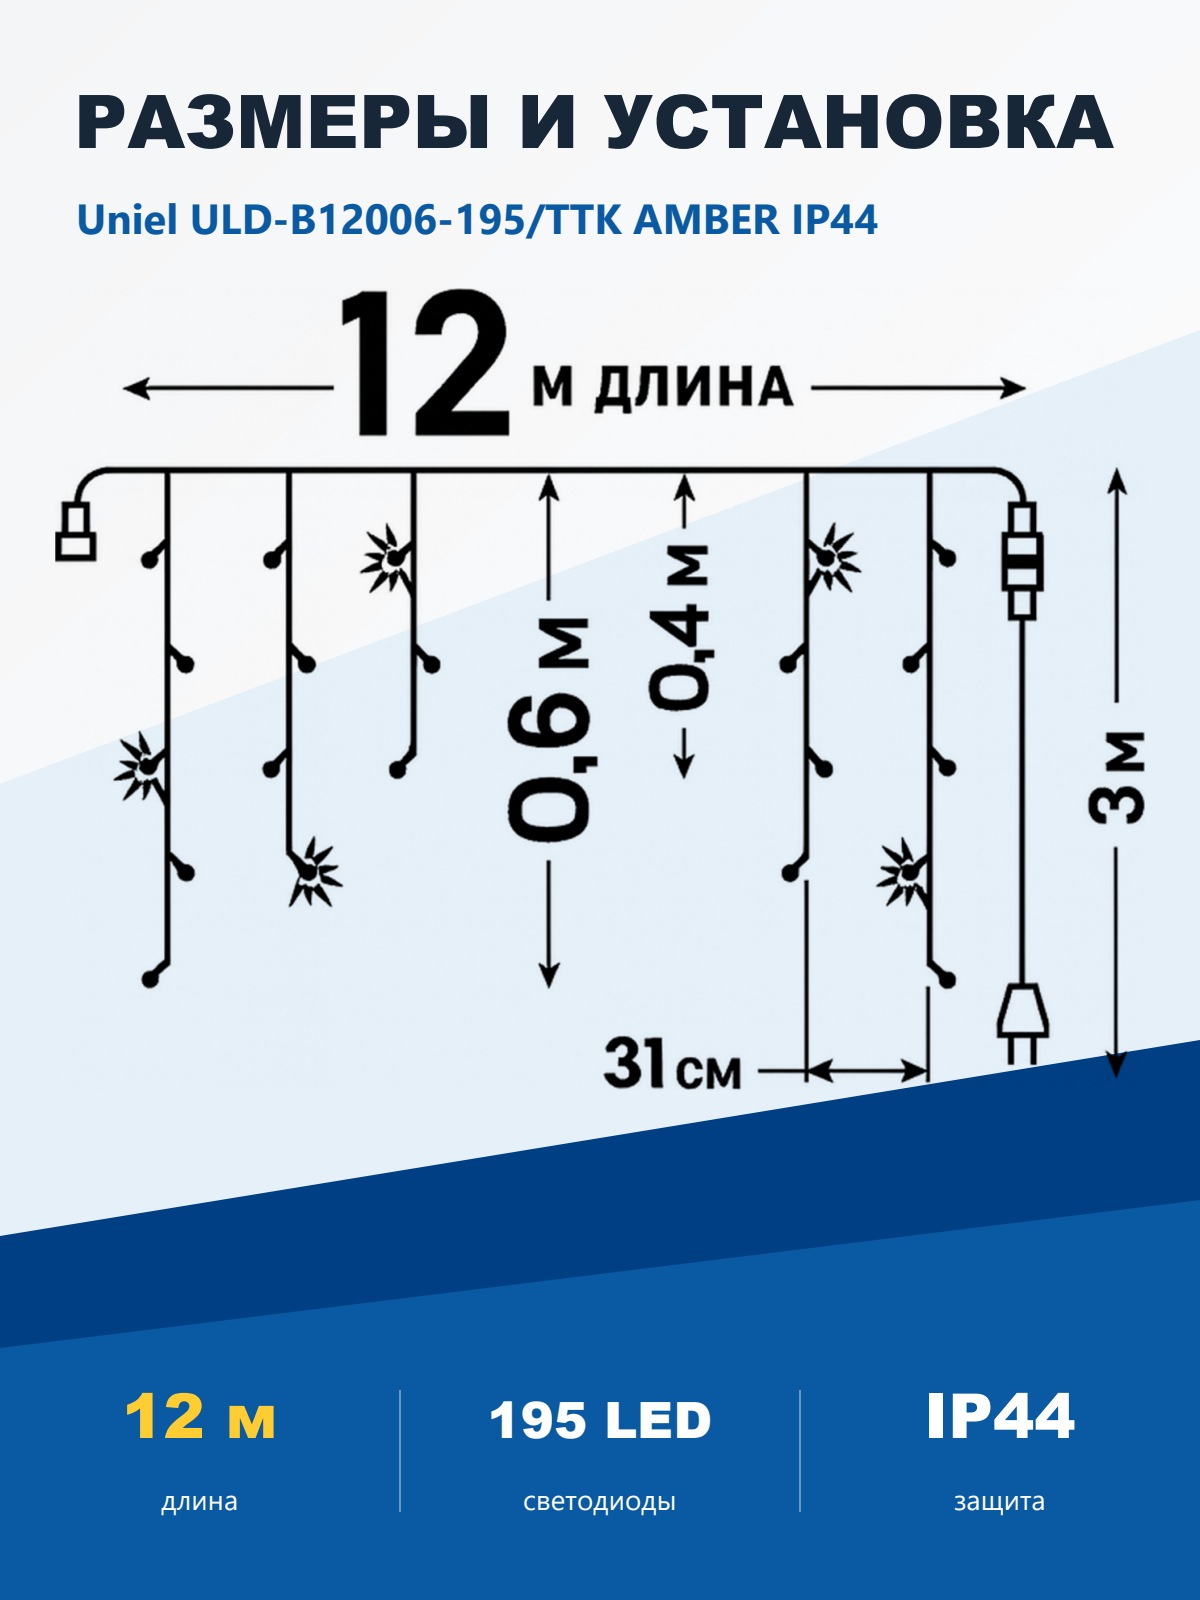 РАЗМЕРЫ И УСТАНОВКА
Uniel ULD-B12006-195/TTK AMBER IP44
12 м ДЛИНА
0,6 м
0,4 м
3 м
31 см
12 м
длина
195 LED
светодиоды
IP44
защита